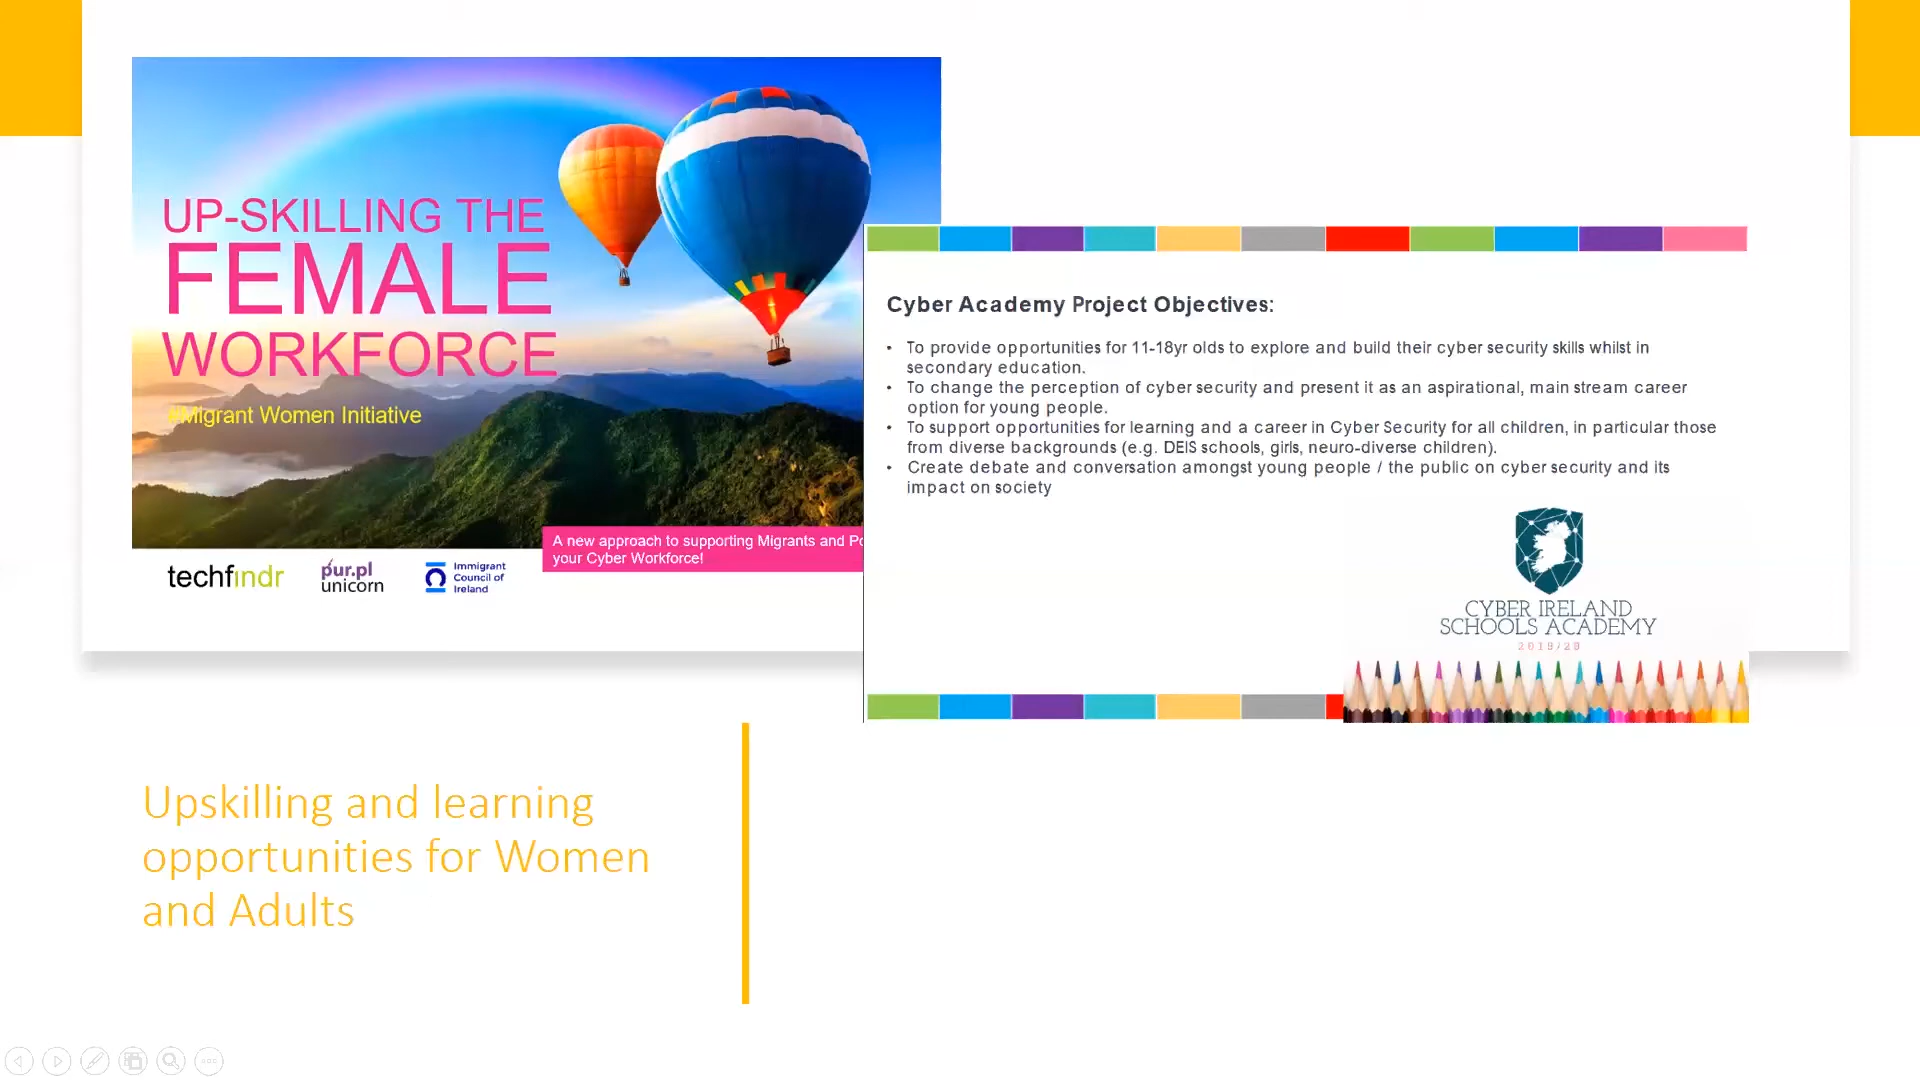 UP-SKILLING THE
FEMALE
WORKFORCE
#Migrant Women Initiative
A new approach to supporting Migrants and
your Cyber Workforce!
techfindr
pur.pl
unicorn
Immigrant
Council of
Ireland
Cyber Academy Project Objectives:
• To provide opportunities for 11-18yr olds to explore and build their cyber security skills whilst in
secondary education.
• To change the perception of cyber security and present it as an aspirational, main stream career
option for young people.
• To support opportunities for learning and a career in Cyber Security for all children, in particular those
from diverse backgrounds (e.g. DEIS schools, girls, neuro-diverse children).
• Create debate and conversation amongst young people / the public on cyber security and its
impact on society
CYBER IRELAND
SCHOOLS ACADEMY
2019/20
Upskilling and learning
opportunities for Women
and Adults